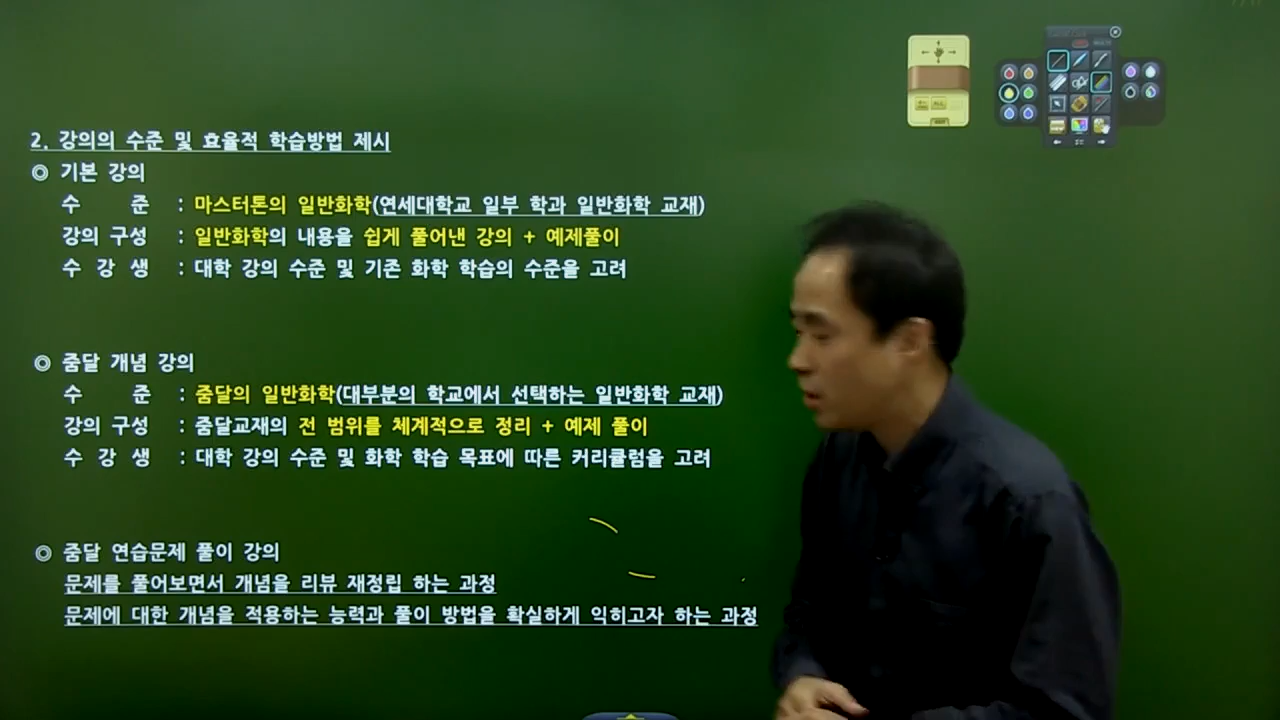 2. 강의의 수준 및 효율적 학습방법 제시
◎ 기본 강의
수 준 : 마스터톤의 일반화학(연세대학교 일부 학과 일반화학 교재)
강의 구성 : 일반화학의 내용을 쉽게 풀어낸 강의 + 예제풀이
수 강 생 : 대학 강의 수준 및 기존 화학 학습의 수준을 고려
◎ 줌달 개념 강의
수 준 : 줌달의 일반화학(대부분의 학교에서 선택하는 일반화학 교재)
강의 구성 : 줌달교재의 전 범위를 체계적으로 정리 + 예제 풀이
수 강 생 : 대학 강의 수준 및 화학 학습 목표에 따른 커리큘럼을 고려
◎ 줌달 연습문제 풀이 강의
문제를 풀어보면서 개념을 리뷰 재정립 하는 과정
문제에 대한 개념을 적용하는 능력과 풀이 방법을 확실하게 익히고자 하는 과정